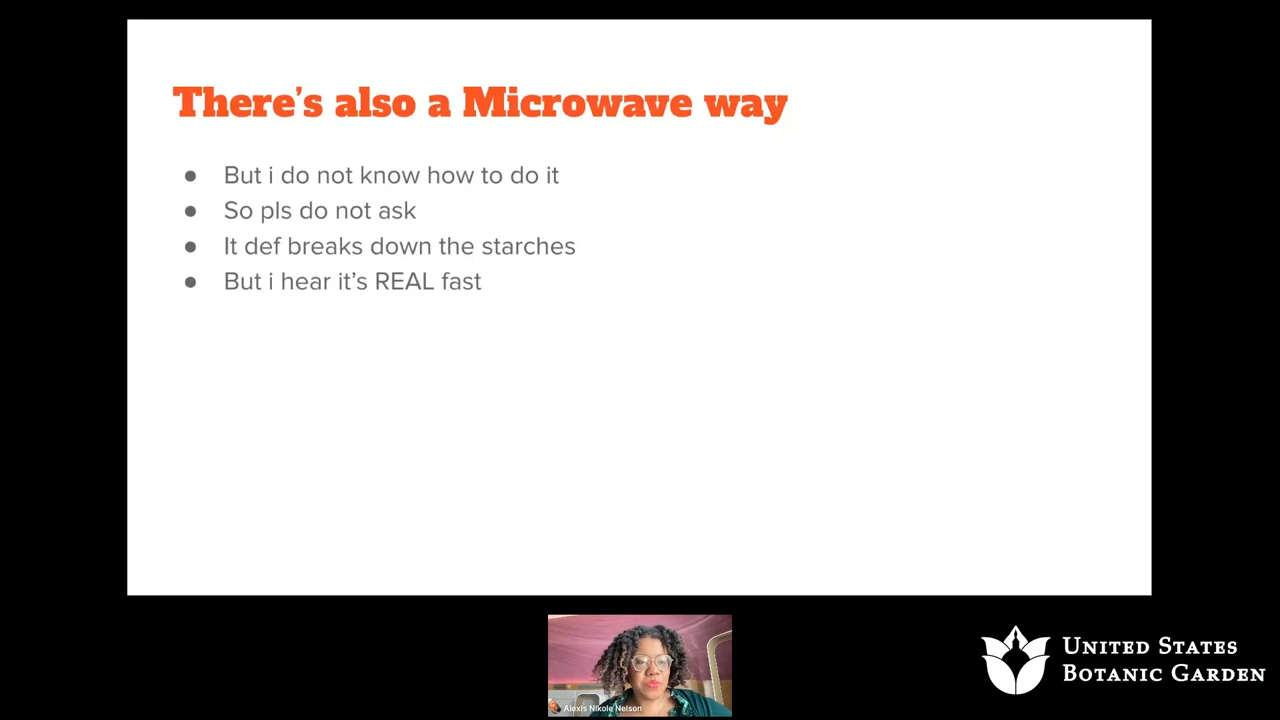 There's also a Microwave way
● But i do not know how to do it
● So pls do not ask
● It def breaks down the starches
● But i hear it's REAL fast
Alexis Nikole Nelson
United States
Botanic Garden